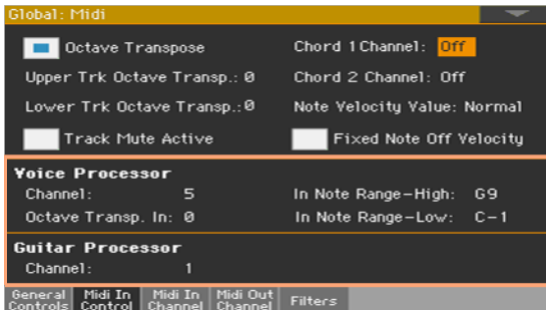 Global: Midi
Octave Transpose Chord 1 Channel: Off
Upper Trk Octave Transp.: 0 Chord 2 Channel: Off
Lower Trk Octave Transp.: 0 Note Velocity Value: Normal
Track Mute Active Fixed Note Off Velocity
Voice Processor
Channel: 5 In Note Range-High: G9
Octave Transp. In: 0 In Note Range-Low: C-1
Guitar Processor
Channel: 1
General Controls Midi In Control Midi In Channel Midi Out Channel Filters